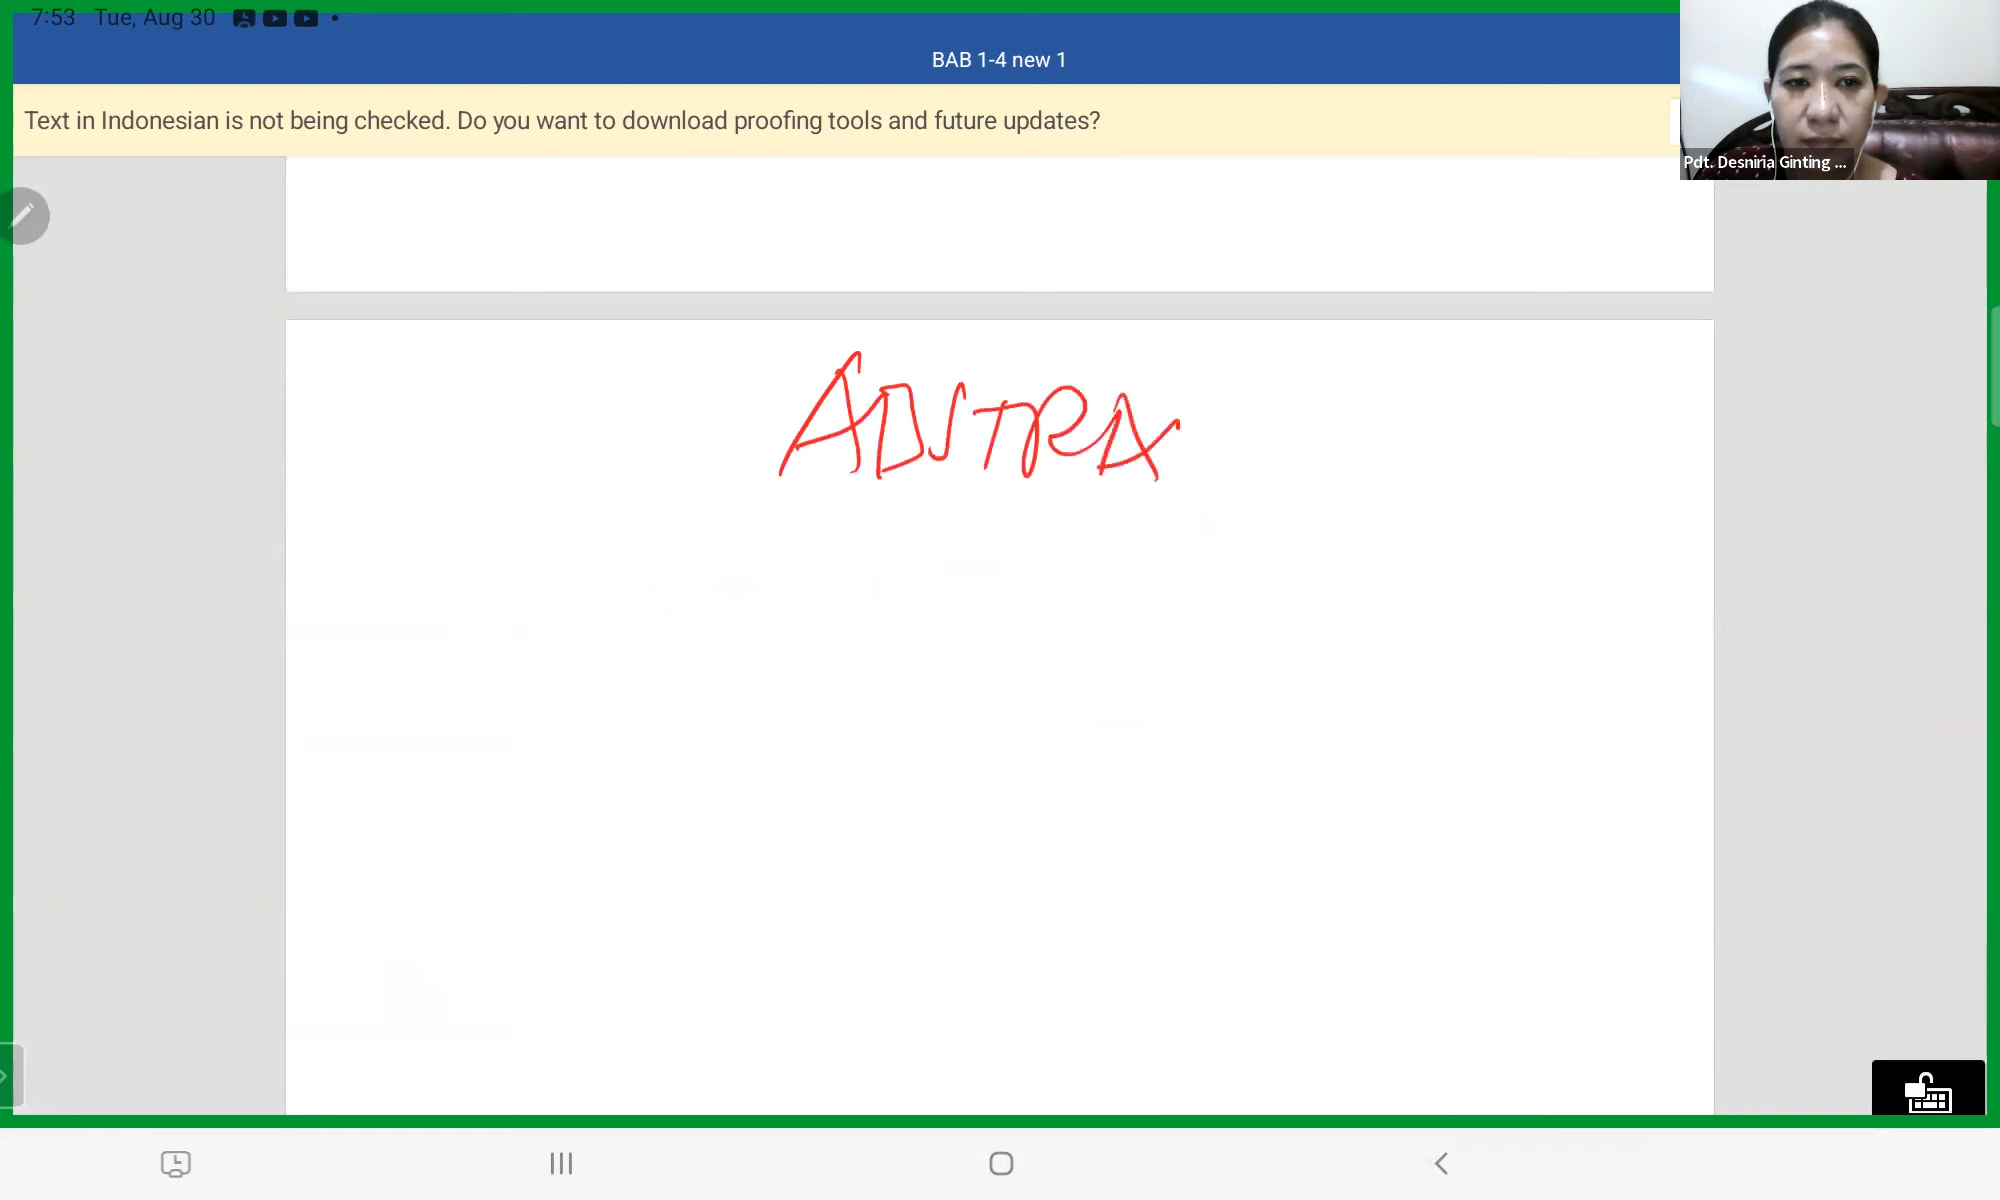 7:53 Tue, Aug 30
BAB 1-4 new 1
Text in Indonesian is not being checked. Do you want to download proofing tools and future updates?
Pdt. Desniria Ginting ...
ABSTRA